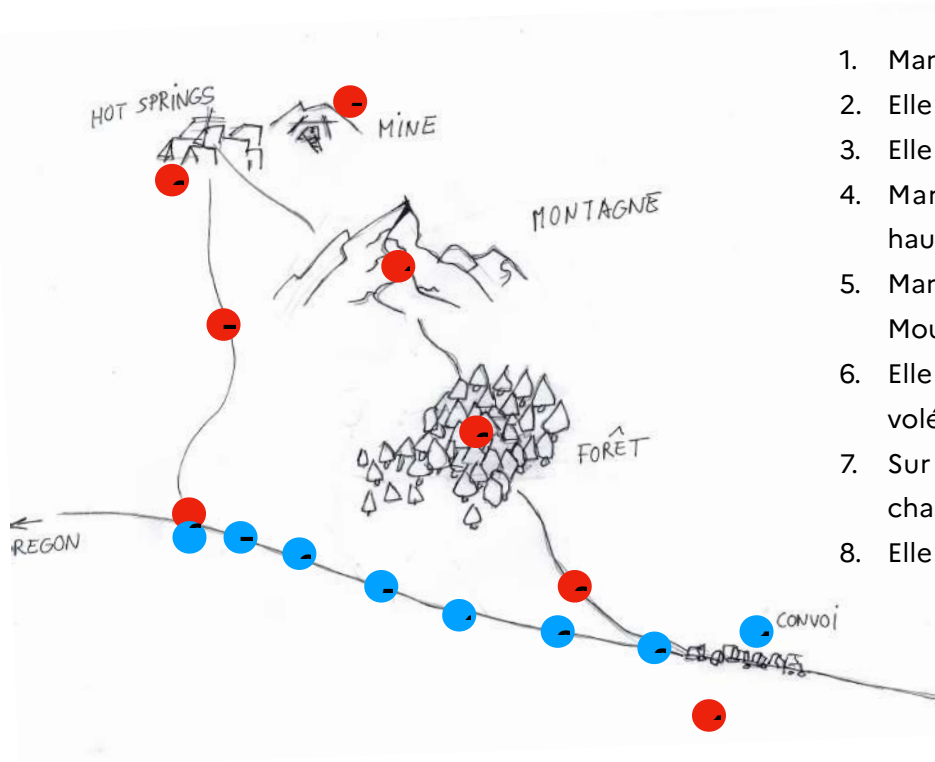 HOT SPRINGS
MINE
MONTAGNE
FORÊT
REGON
CONVOI
1. Mar
2. Elle
3. Elle
4. Mar
hau
5. Mar
Mou
6. Elle
volé
7. Sur
cha
8. Elle